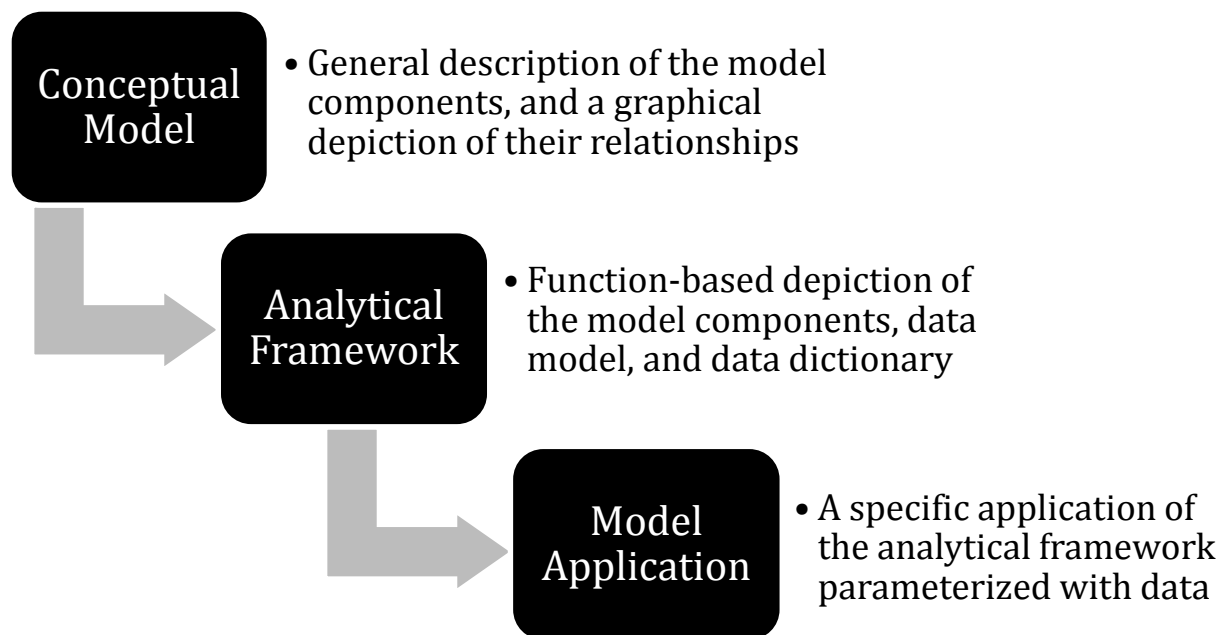 Conceptual
Model
• General description of the model
components, and a graphical
depiction of their relationships
Analytical
Framework
• Function-based depiction of
the model components, data
model, and data dictionary
Model
Application
• A specific application of
the analytical framework
parameterized with data